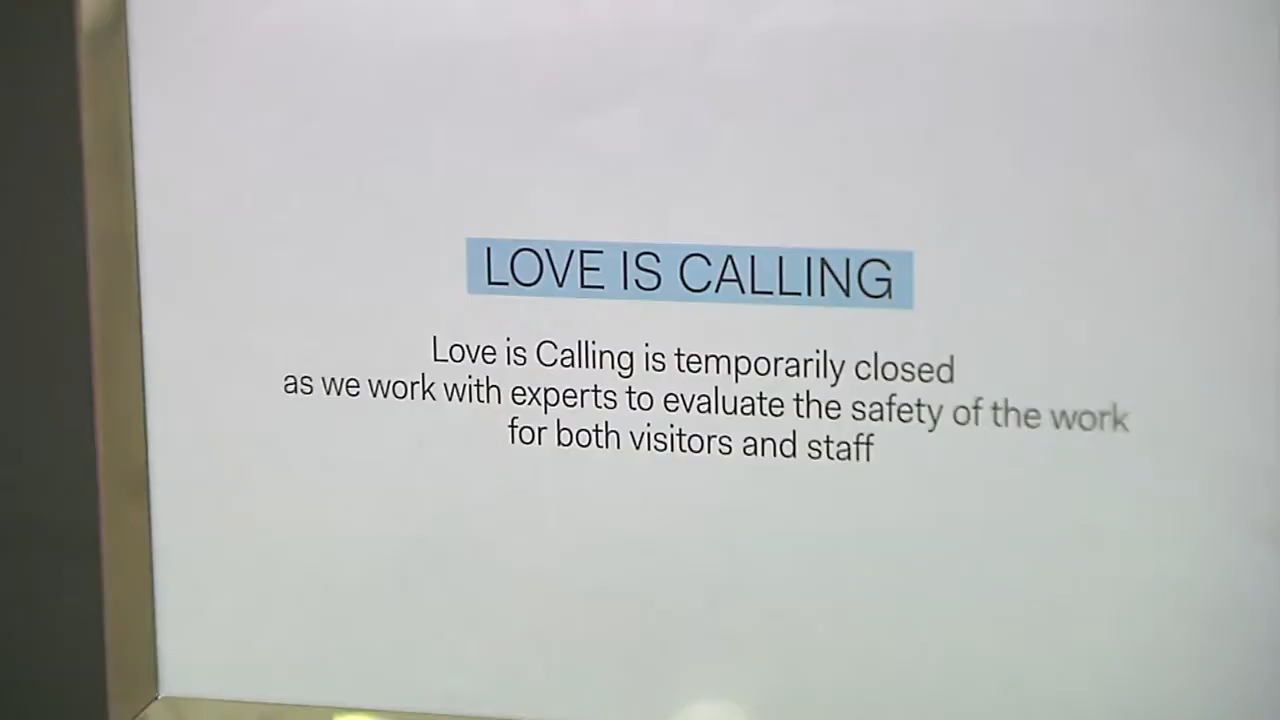 LOVE IS CALLING
Love is Calling is temporarily closed
as we work with experts to evaluate the safety of the work
for both visitors and staff